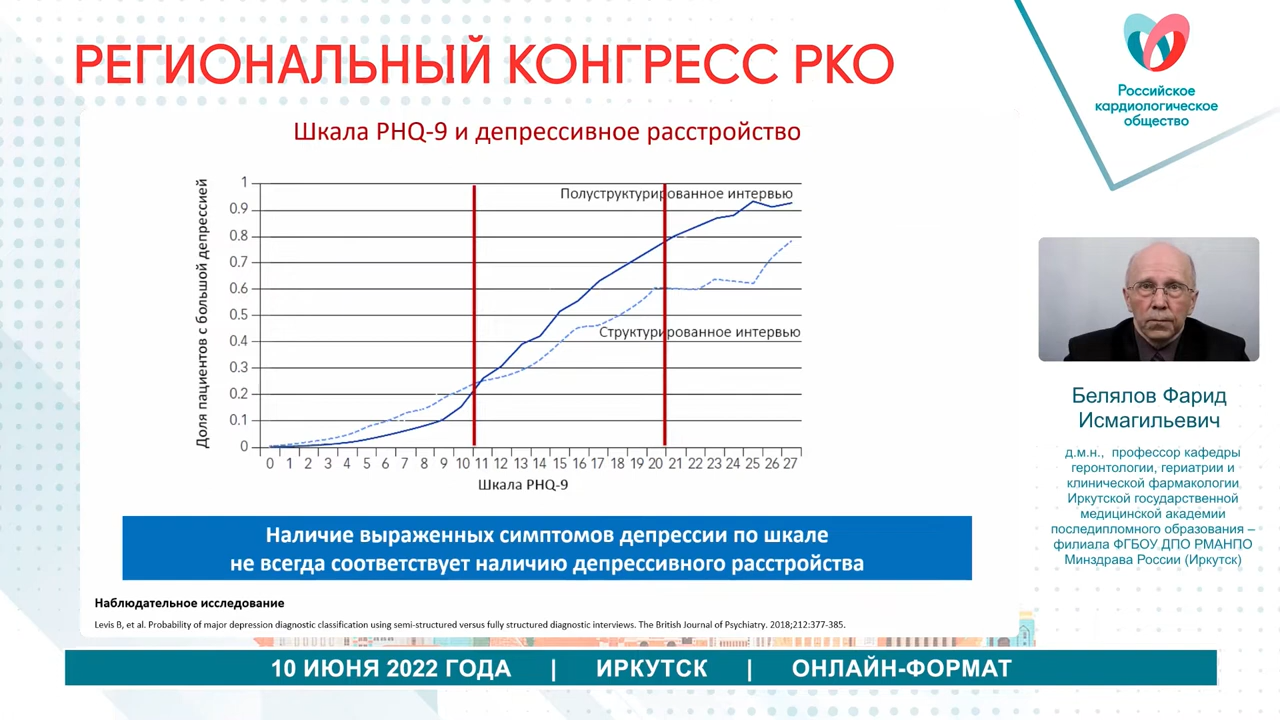 РЕГИОНАЛЬНЫЙ КОНГРЕСС РКО
Российское
кардиологическое
общество
Шкала PHQ-9 и депрессивное расстройство
Доля пациентов с большой депрессией
1
0.9
0.8
0.7
0.6
0.5
0.4
0.3
0.2
0.1
0
Полуструктурированное интервью
Структурированное интервью
0 1 2 3 4 5 6 7 8 9 10 11 12 13 14 15 16 17 18 19 20 21 22 23 24 25 26 27
Шкала PHQ-9
Наличие выраженных симптомов депрессии по шкале
не всегда соответствует наличию депрессивного расстройства
Наблюдательное исследование
Levis B, et al. Probability of major depression diagnostic classification using semi-structured versus fully structured diagnostic interviews. The British Journal of Psychiatry. 2018;212:377-385.
Белялов Фарид
Исмагильевич
д.м.н., профессор кафедры
геронтологии, гериатрии и
клинической фармакологии
Иркутской государственной
медицинской академии
последипломного образования –
филиала ФГБОУ ДПО РМАНПО
Минздрава России (Иркутск)
10 ИЮНЯ 2022 ГОДА | ИРКУТСК | ОНЛАЙН-ФОРМАТ